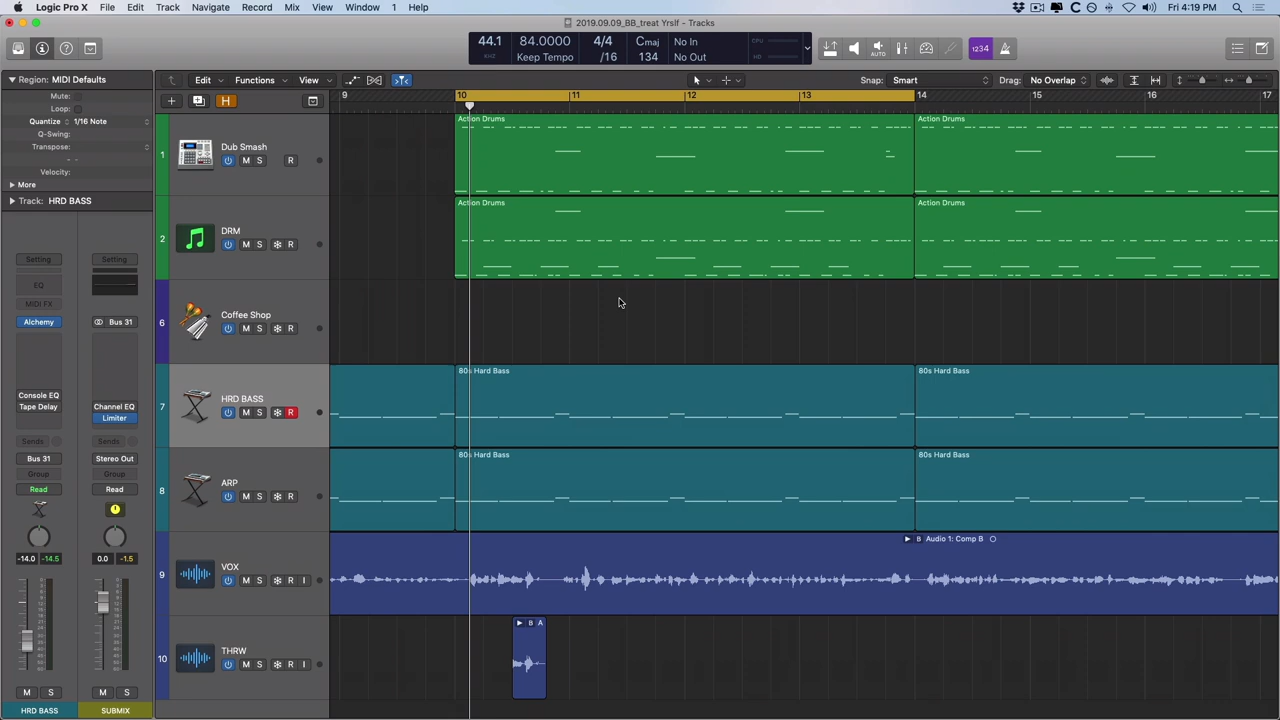 Logic Pro X File Edit Track Navigate Record Mix View Window 1 Help Fri 4:19 PM
2019.09.09_BB_treat Yrslf - Tracks
44.1 84.0000 4/4 Cmaj No In CPU
KHZ Keep Tempo /16 134 No Out HD
1234
Region: MIDI Defaults Edit Functions View Snap: Smart Drag: No Overlap
Mute:
Loop:
Quantize 1/16 Note
Q-Swing:
Transpose:
Velocity:
More
Track: HRD BASS
H
9 10 11 12 13 14 15 16 17
1 Dub Smash M S R
Action Drums Action Drums
2 DRM M S R
Action Drums Action Drums
6 Coffee Shop M S R
7 HRD BASS M S R
80s Hard Bass 80s Hard Bass
8 ARP M S R
80s Hard Bass 80s Hard Bass
9 VOX M S R I
B Audio 1: Comp B
10 THRW M S R I
B A
Setting Setting
EQ
MIDI FX
Alchemy Bus 31
Console EQ Channel EQ
Tape Delay Limiter
Sends Sends
Bus 31 Stereo Out
Group Group
Read Read
-14.0 -14.5 0.0 -1.5
M S M S
HRD BASS SUBMIX